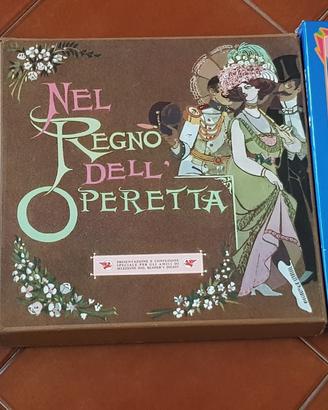 NEL
REGNO
DELL'
OPERETTA
PRESENTAZIONE E CONFEZIONE
SPECIALE PER GLI AMICI DI
SELEZIONE DAL READER'S DIGEST